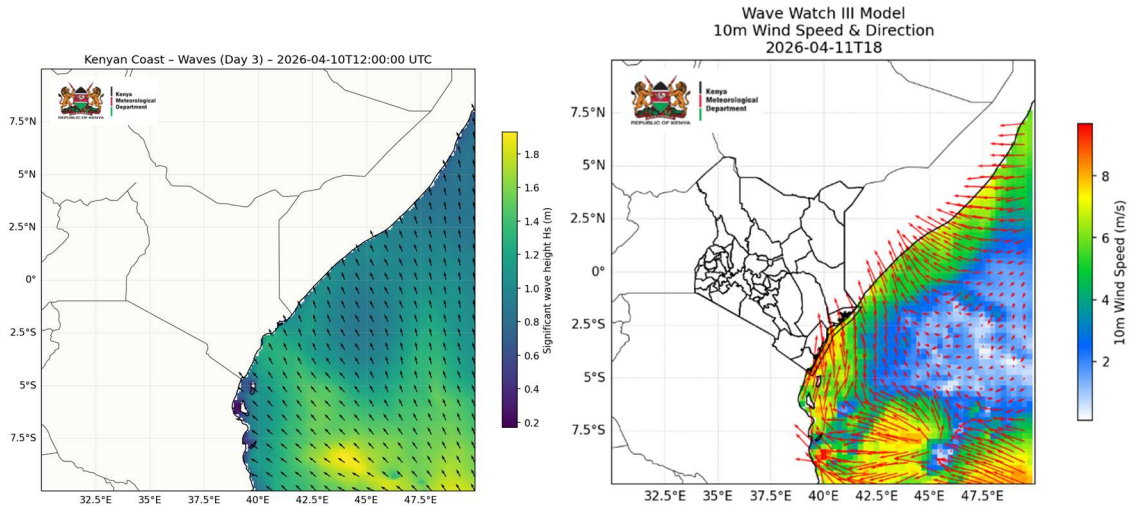 Kenyan Coast – Waves (Day 3) – 2026-04-10T12:00:00 UTC
Kenya
Meteorological
Department
REPUBLIC OF KENYA
7.5°N
5°N
2.5°N
0°
2.5°S
5°S
7.5°S
32.5°E
35°E
37.5°E
40°E
42.5°E
45°E
47.5°E
1.8
1.6
1.4
1.2
1.0
0.8
0.6
0.4
0.2
Significant wave height Hs (m)
Wave Watch III Model
10m Wind Speed & Direction
2026-04-11T18
Kenya
Meteorological
Department
REPUBLIC OF KENYA
7.5°N
5°N
2.5°N
0°
2.5°S
5°S
7.5°S
32.5°E
35°E
37.5°E
40°E
42.5°E
45°E
47.5°E
8
6
4
2
10m Wind Speed (m/s)